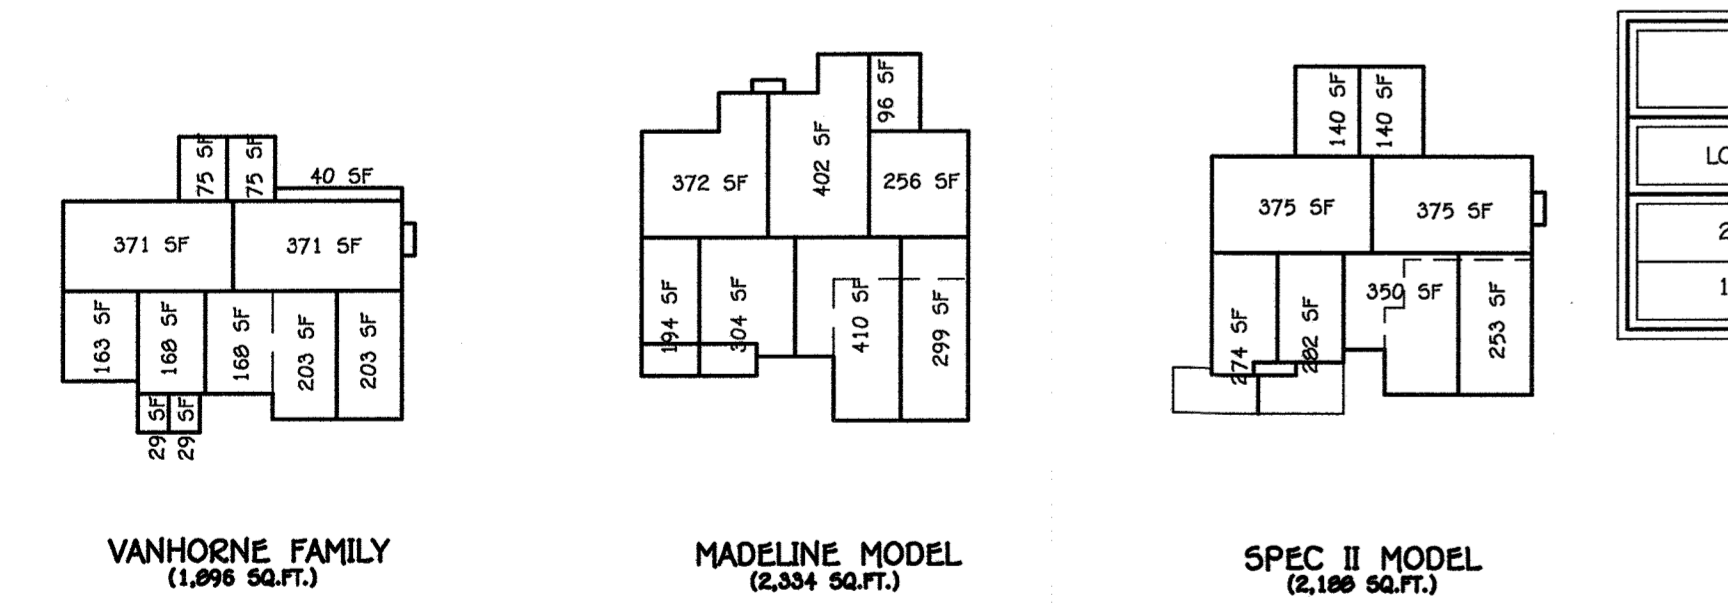 75 SF
75 SF
40 SF
371 SF
371 SF
163 SF
168 SF
168 SF
203 SF
203 SF
29 SF
29 SF
VANHORNE FAMILY
(1,896 SQ.FT.)
96 SF
372 SF
402 SF
256 SF
194 SF
304 SF
410 SF
299 SF
MADELINE MODEL
(2,334 SQ.FT.)
140 SF
140 SF
375 SF
375 SF
274 SF
282 SF
350 SF
253 SF
SPEC II MODEL
(2,188 SQ.FT.)
LO
2
1